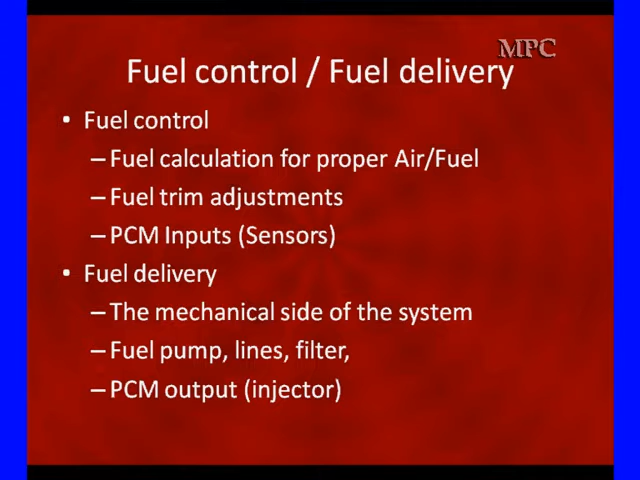 MPC
Fuel control / Fuel delivery
• Fuel control
– Fuel calculation for proper Air/Fuel
– Fuel trim adjustments
– PCM Inputs (Sensors)
• Fuel delivery
– The mechanical side of the system
– Fuel pump, lines, filter,
– PCM output (injector)